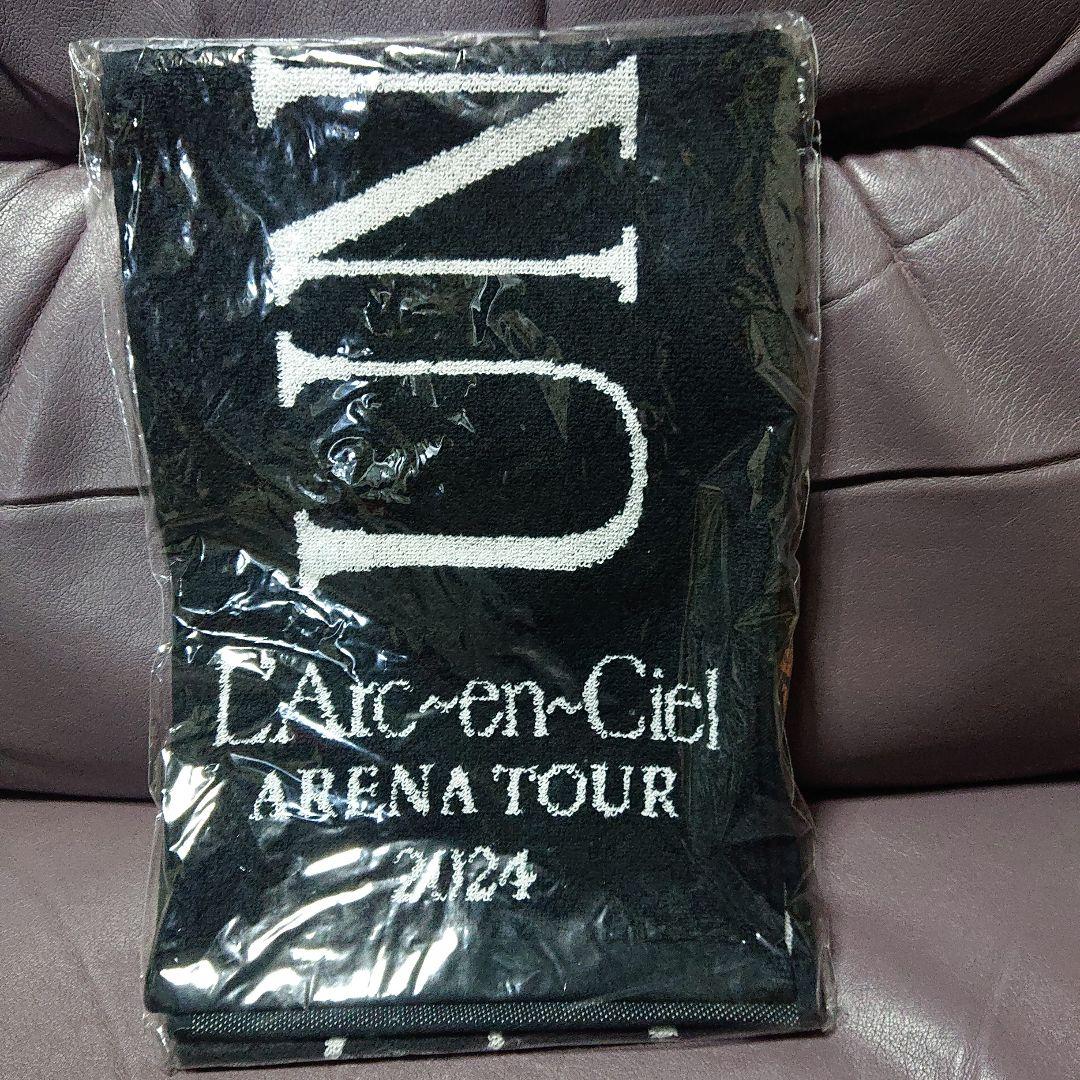 UN
L'Arc~en~Ciel
ARENA TOUR
2024